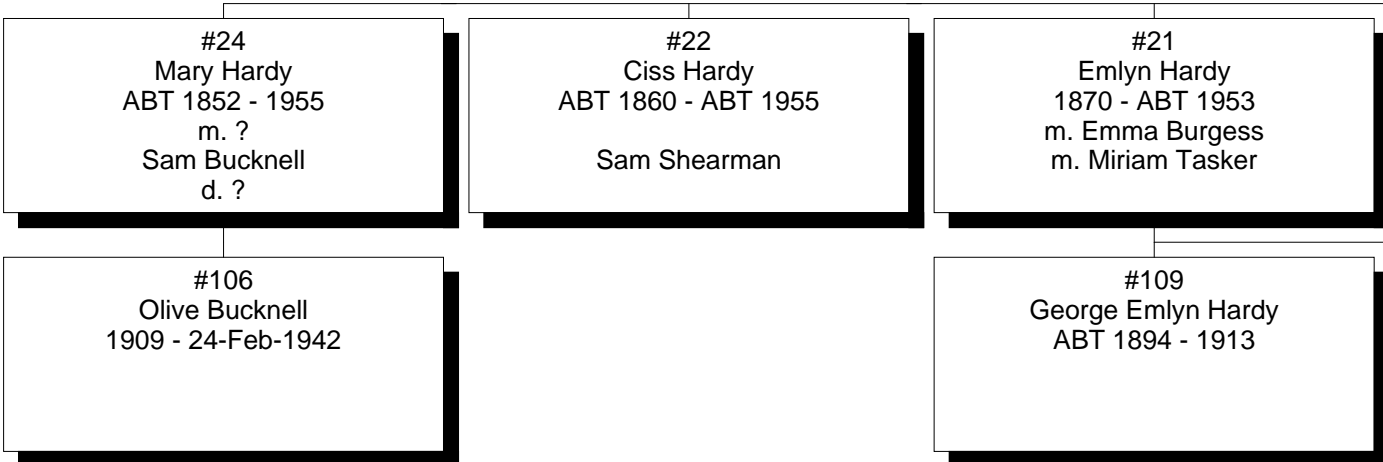 #24
Mary Hardy
ABT 1852 - 1955
m. ?
Sam Bucknell
d. ?
#22
Ciss Hardy
ABT 1860 - ABT 1955
Sam Shearman
#21
Emlyn Hardy
1870 - ABT 1953
m. Emma Burgess
m. Miriam Tasker
#106
Olive Bucknell
1909 - 24-Feb-1942
#109
George Emlyn Hardy
ABT 1894 - 1913